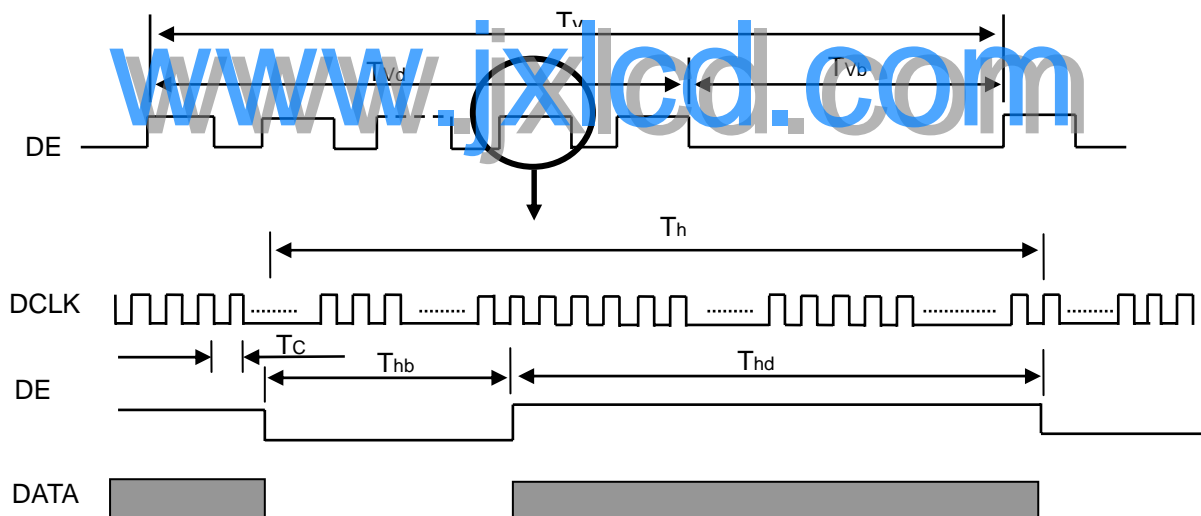 Tv
www.jxlcd.com
TVd
TVb
DE
Th
DCLK
TC
Thb
Thd
DE
DATA